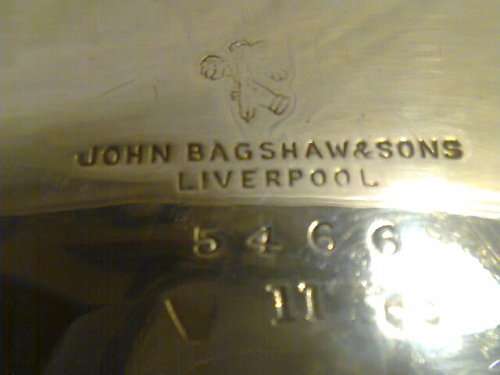 JOHN BAGSHAW & SONS
LIVERPOOL
5466
11